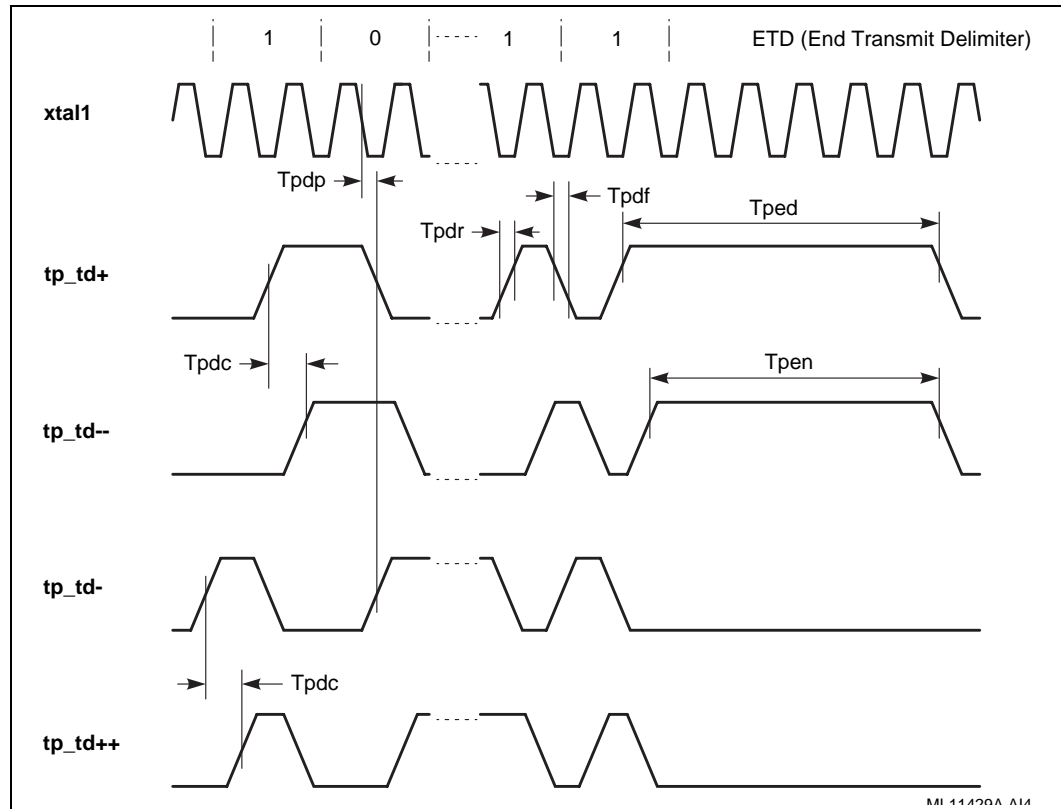 1 0 1 1 ETD (End Transmit Delimiter)
xtal1
Tpdp
Tpdf
Tped
Tpdr
tp_td+
Tpdc
Tpen
tp_td--
tp_td-
Tpdc
tp_td++